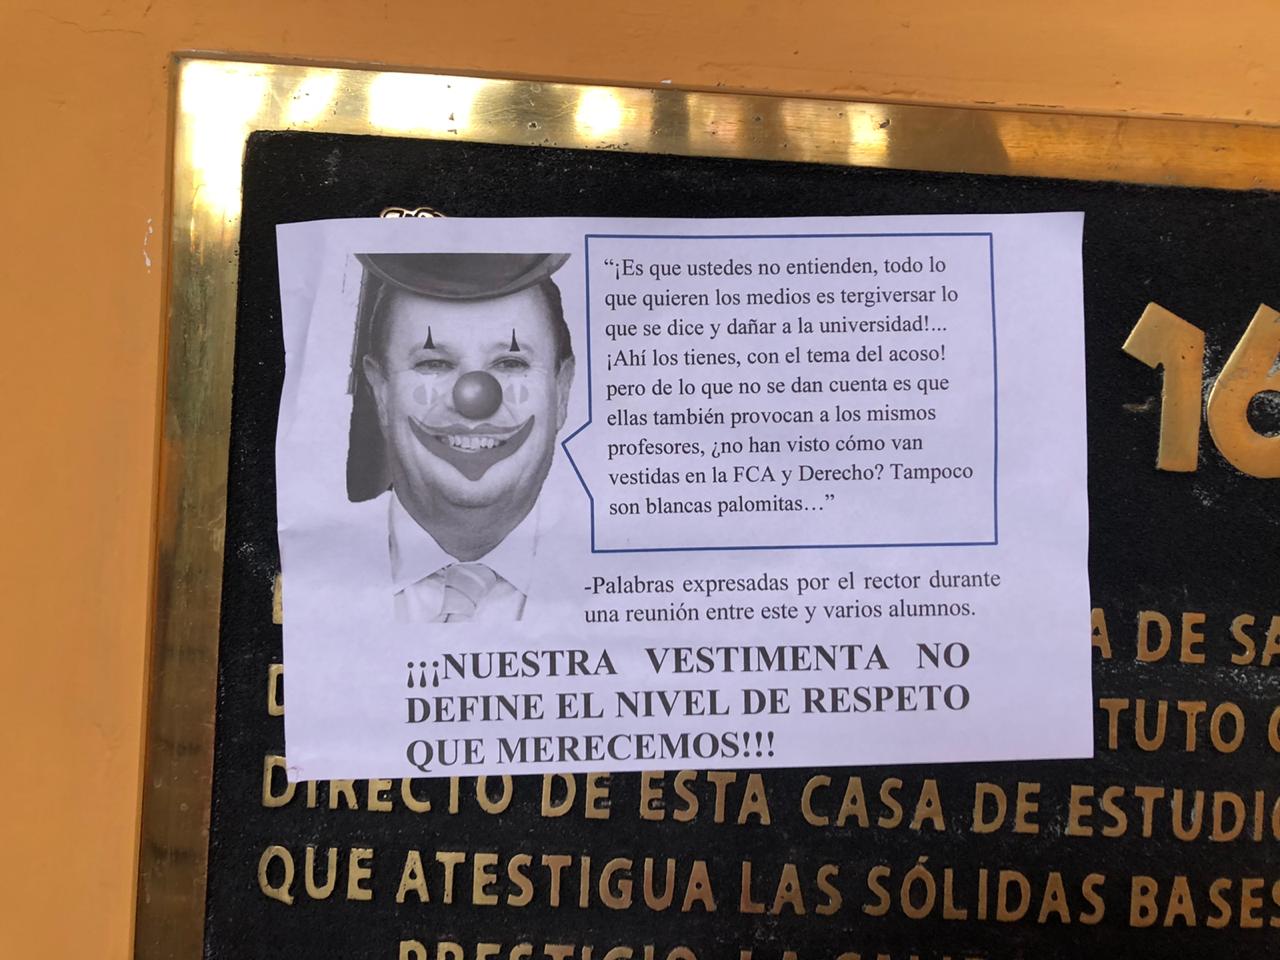 “¡Es que ustedes no entienden, todo lo
que quieren los medios es tergiversar lo
que se dice y dañar a la universidad!...
¡Ahí los tienes, con el tema del acoso!
pero de lo que no se dan cuenta es que
ellas también provocan a los mismos
profesores, ¿no han visto cómo van
vestidas en la FCA y Derecho? Tampoco
son blancas palomitas…”
-Palabras expresadas por el rector durante
una reunión entre este y varios alumnos.
¡¡¡NUESTRA VESTIMENTA NO
DEFINE EL NIVEL DE RESPETO
QUE MERECEMOS!!!
16
DE
DIRECTO DE ESTA CASA DE
QUE ATESTIGUA LAS SÓLIDAS BASES